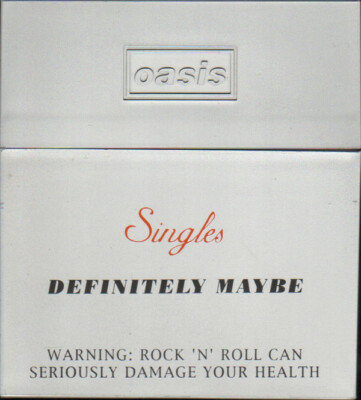 oasis
Singles
DEFINITELY MAYBE
WARNING: ROCK 'N' ROLL CAN
SERIOUSLY DAMAGE YOUR HEALTH